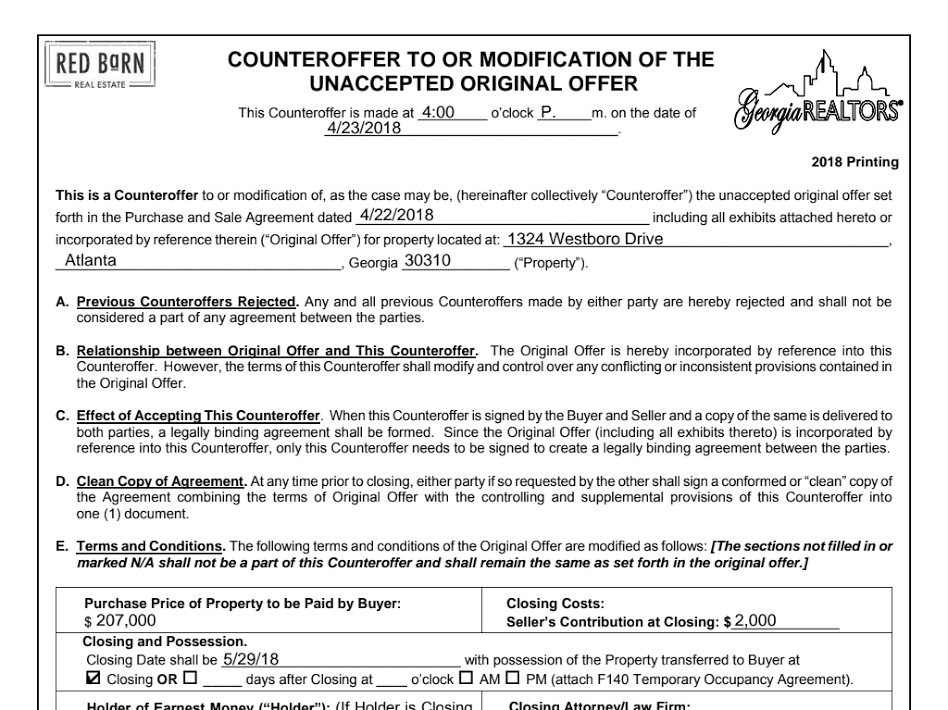 RED BaRN
REAL ESTATE
COUNTEROFFER TO OR MODIFICATION OF THE
UNACCEPTED ORIGINAL OFFER
This Counteroffer is made at 4:00 o'clock P. m. on the date of
4/23/2018.
Georgia REALTORS®
2018 Printing
This is a Counteroffer to or modification of, as the case may be, (hereinafter collectively "Counteroffer") the unaccepted original offer set
forth in the Purchase and Sale Agreement dated 4/22/2018 including all exhibits attached hereto or
incorporated by reference therein ("Original Offer") for property located at: 1324 Westboro Drive,
Atlanta, Georgia 30310 ("Property").
A. Previous Counteroffers Rejected. Any and all previous Counteroffers made by either party are hereby rejected and shall not be
considered a part of any agreement between the parties.
B. Relationship between Original Offer and This Counteroffer. The Original Offer is hereby incorporated by reference into this
Counteroffer. However, the terms of this Counteroffer shall modify and control over any conflicting or inconsistent provisions contained in
the Original Offer.
C. Effect of Accepting This Counteroffer. When this Counteroffer is signed by the Buyer and Seller and a copy of the same is delivered to
both parties, a legally binding agreement shall be formed. Since the Original Offer (including all exhibits thereto) is incorporated by
reference into this Counteroffer, only this Counteroffer needs to be signed to create a legally binding agreement between the parties.
D. Clean Copy of Agreement. At any time prior to closing, either party if so requested by the other shall sign a conformed or "clean" copy of
the Agreement combining the terms of Original Offer with the controlling and supplemental provisions of this Counteroffer into
one (1) document.
E. Terms and Conditions. The following terms and conditions of the Original Offer are modified as follows: [The sections not filled in or
marked N/A shall not be a part of this Counteroffer and shall remain the same as set forth in the original offer.]
Purchase Price of Property to be Paid by Buyer:
$ 207,000
Closing Costs:
Seller's Contribution at Closing: $ 2,000
Closing and Possession.
Closing Date shall be 5/29/18 with possession of the Property transferred to Buyer at
☑ Closing OR ☐ _____ days after Closing at ____ o'clock ☐ AM ☐ PM (attach F140 Temporary Occupancy Agreement).
Holder of Earnest Money ("Holder"): (If Holder is Closing
Closing Attorney/Law Firm: